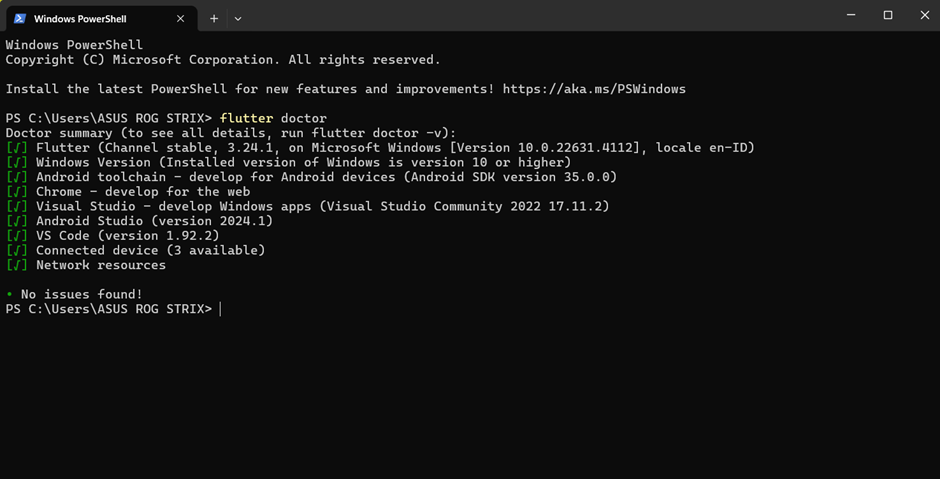 Windows PowerShell
Windows PowerShell
Copyright (C) Microsoft Corporation. All rights reserved.
Install the latest PowerShell for new features and improvements! https://aka.ms/PSWindows
PS C:\Users\ASUS ROG STRIX> flutter doctor
Doctor summary (to see all details, run flutter doctor -v):
[√] Flutter (Channel stable, 3.24.1, on Microsoft Windows [Version 10.0.22631.4112], locale en-ID)
[√] Windows Version (Installed version of Windows is version 10 or higher)
[√] Android toolchain - develop for Android devices (Android SDK version 35.0.0)
[√] Chrome - develop for the web
[√] Visual Studio - develop Windows apps (Visual Studio Community 2022 17.11.2)
[√] Android Studio (version 2024.1)
[√] VS Code (version 1.92.2)
[√] Connected device (3 available)
[√] Network resources
• No issues found!
PS C:\Users\ASUS ROG STRIX>